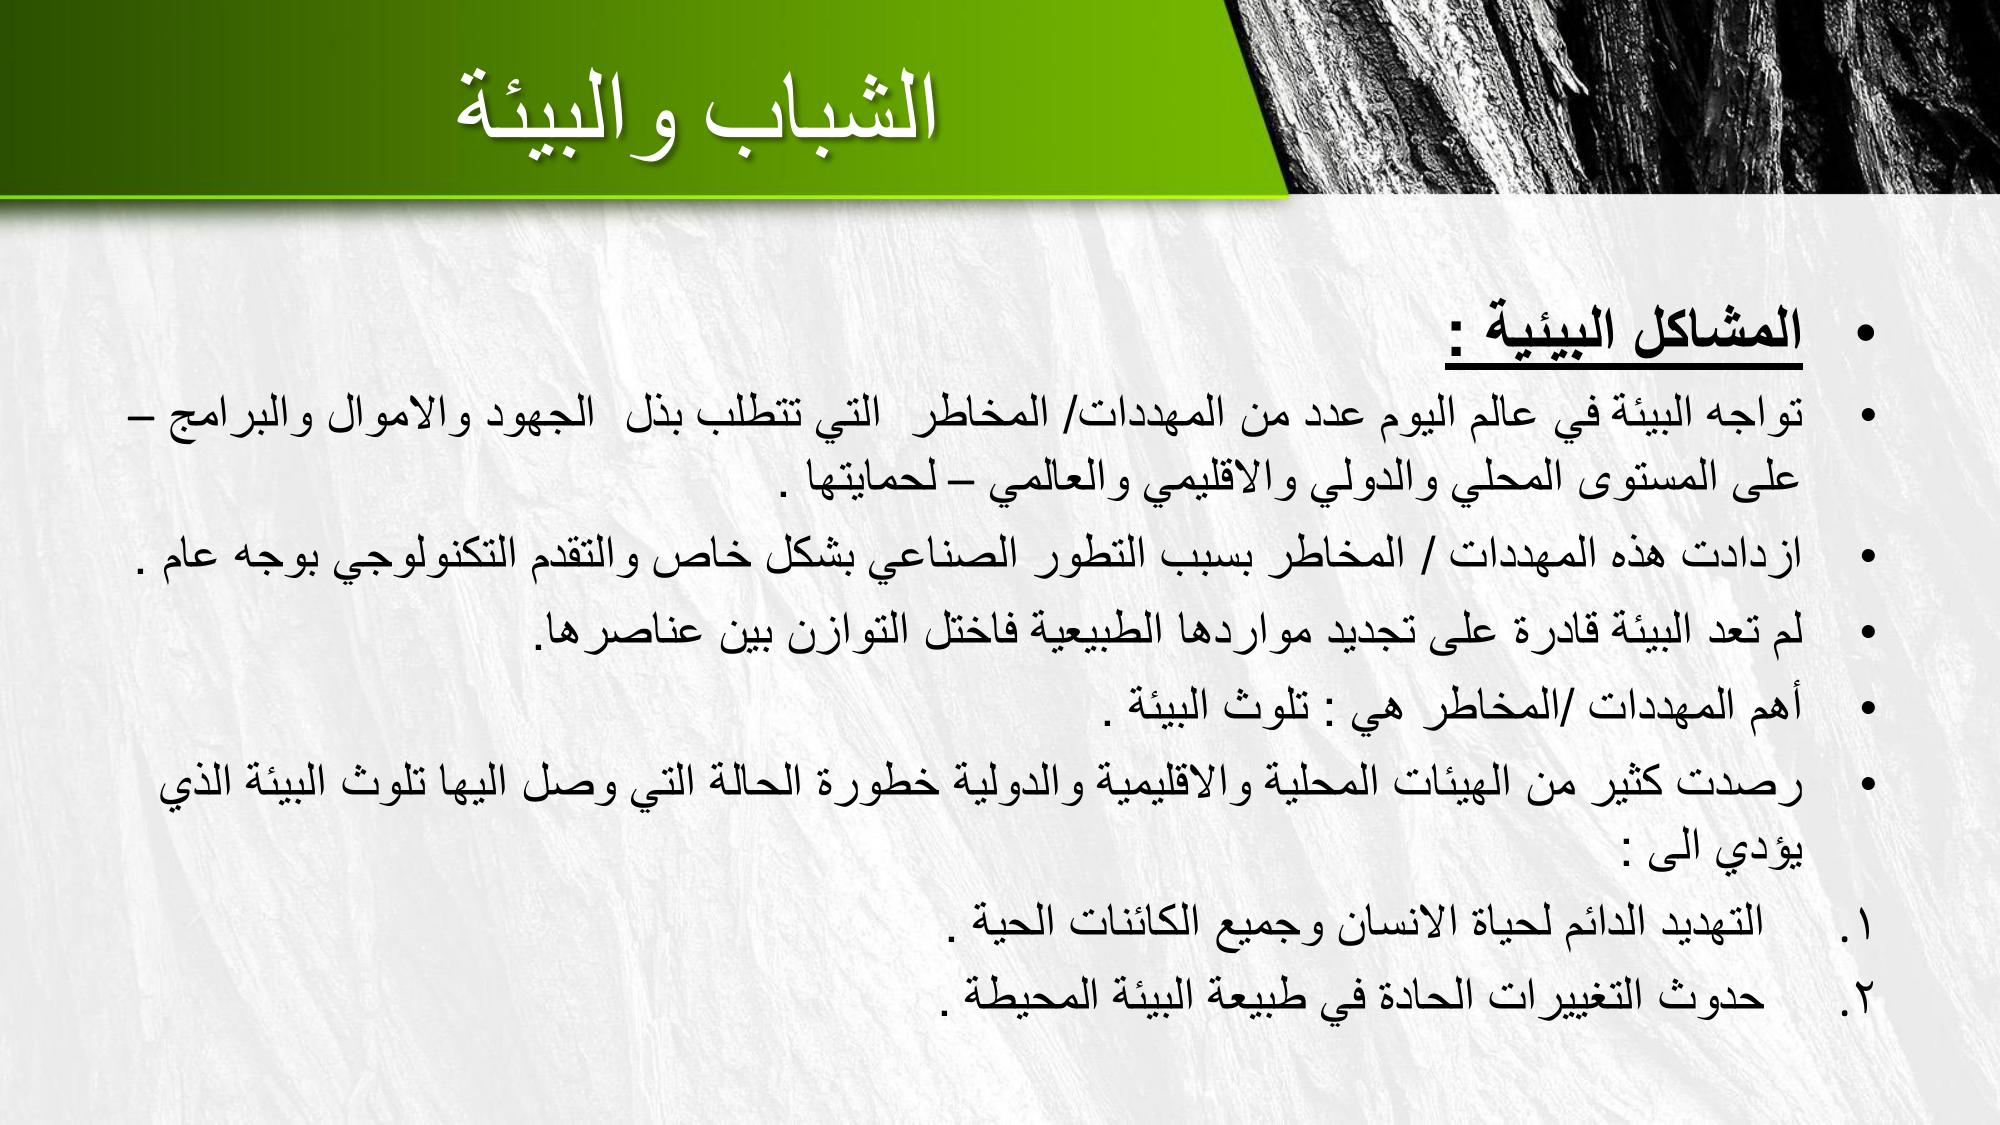 الشباب والبيئة
• المشاكل البيئية :
• تواجه البيئة في عالم اليوم عدد من المهددات/ المخاطر التي تتطلب بذل الجهود والاموال والبرامج –
على المستوى المحلي والدولي والاقليمي والعالمي – لحمايتها .
• ازدادت هذه المهددات / المخاطر بسبب التطور الصناعي بشكل خاص والتقدم التكنولوجي بوجه عام .
• لم تعد البيئة قادرة على تجديد مواردها الطبيعية فاختل التوازن بين عناصرها.
• أهم المهددات /المخاطر هي : تلوث البيئة .
• رصدت كثير من الهيئات المحلية والاقليمية والدولية خطورة الحالة التي وصل اليها تلوث البيئة الذي
يؤدي الى :
١. التهديد الدائم لحياة الانسان وجميع الكائنات الحية .
٢. حدوث التغييرات الحادة في طبيعة البيئة المحيطة .